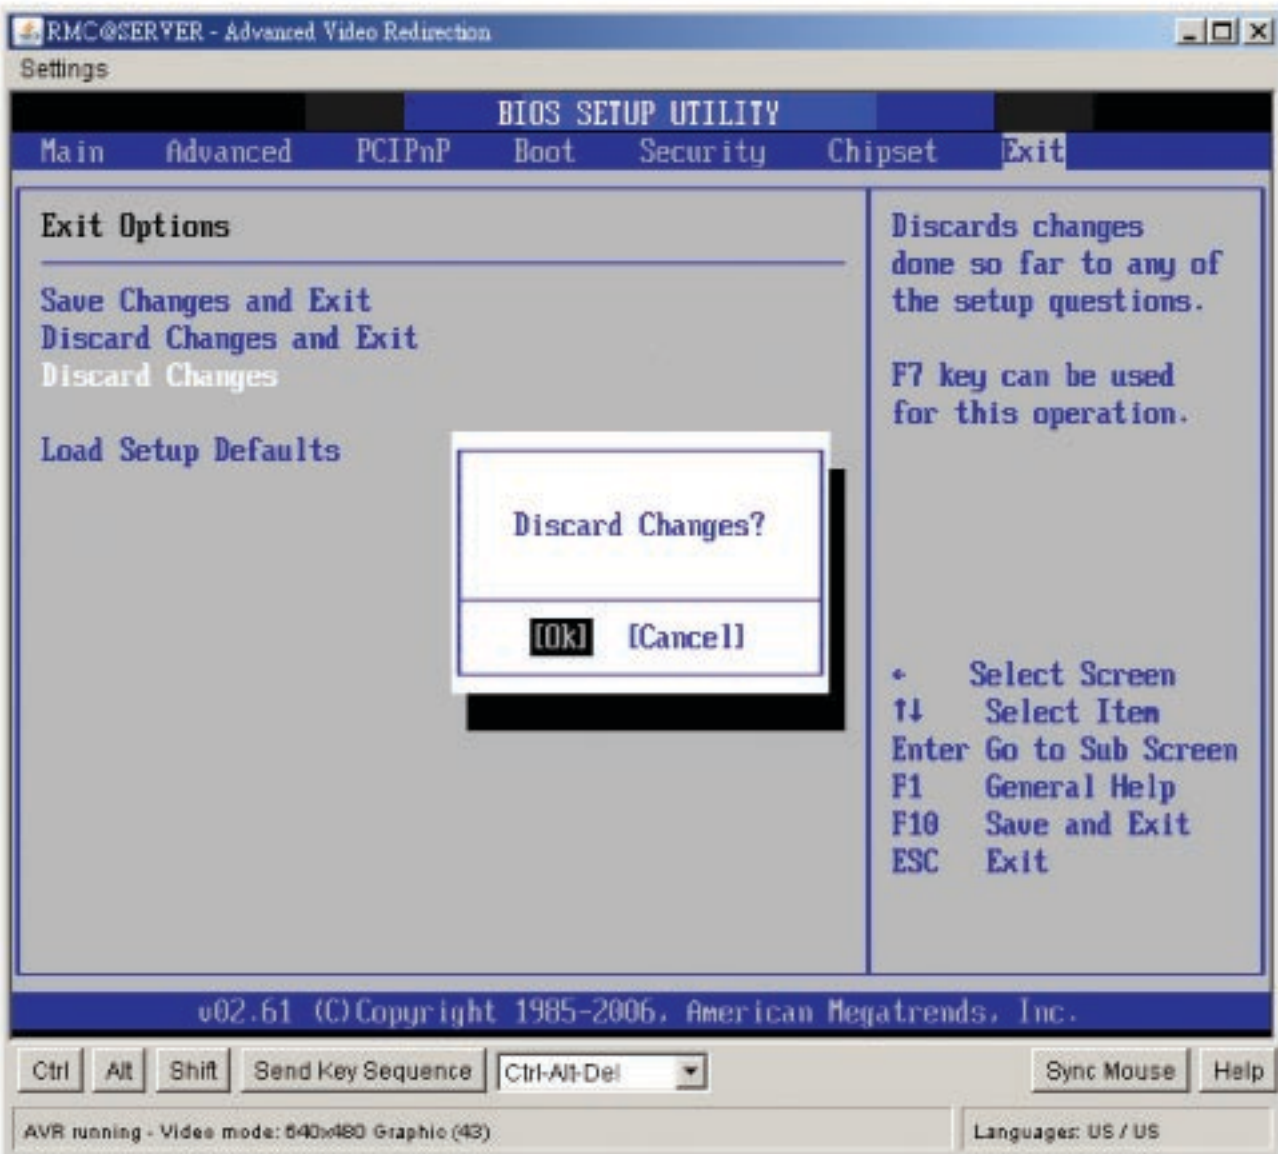 RMC@SERVER - Advanced Video Redirection
Settings
BIOS SETUP UTILITY
Main Advanced PCIPnP Boot Security Chipset Exit
Exit Options
Save Changes and Exit
Discard Changes and Exit
Discard Changes
Load Setup Defaults
Discard Changes?
[Ok] [Cancel]
Discards changes
done so far to any of
the setup questions.
F7 key can be used
for this operation.
← Select Screen
↑↓ Select Item
Enter Go to Sub Screen
F1 General Help
F10 Save and Exit
ESC Exit
v02.61 (C)Copyright 1985-2006, American Megatrends, Inc.
Ctrl Alt Shift Send Key Sequence Ctrl-Alt-Del Sync Mouse Help
AVR running - Video mode: 640x480 Graphic (43) Languages: US / US